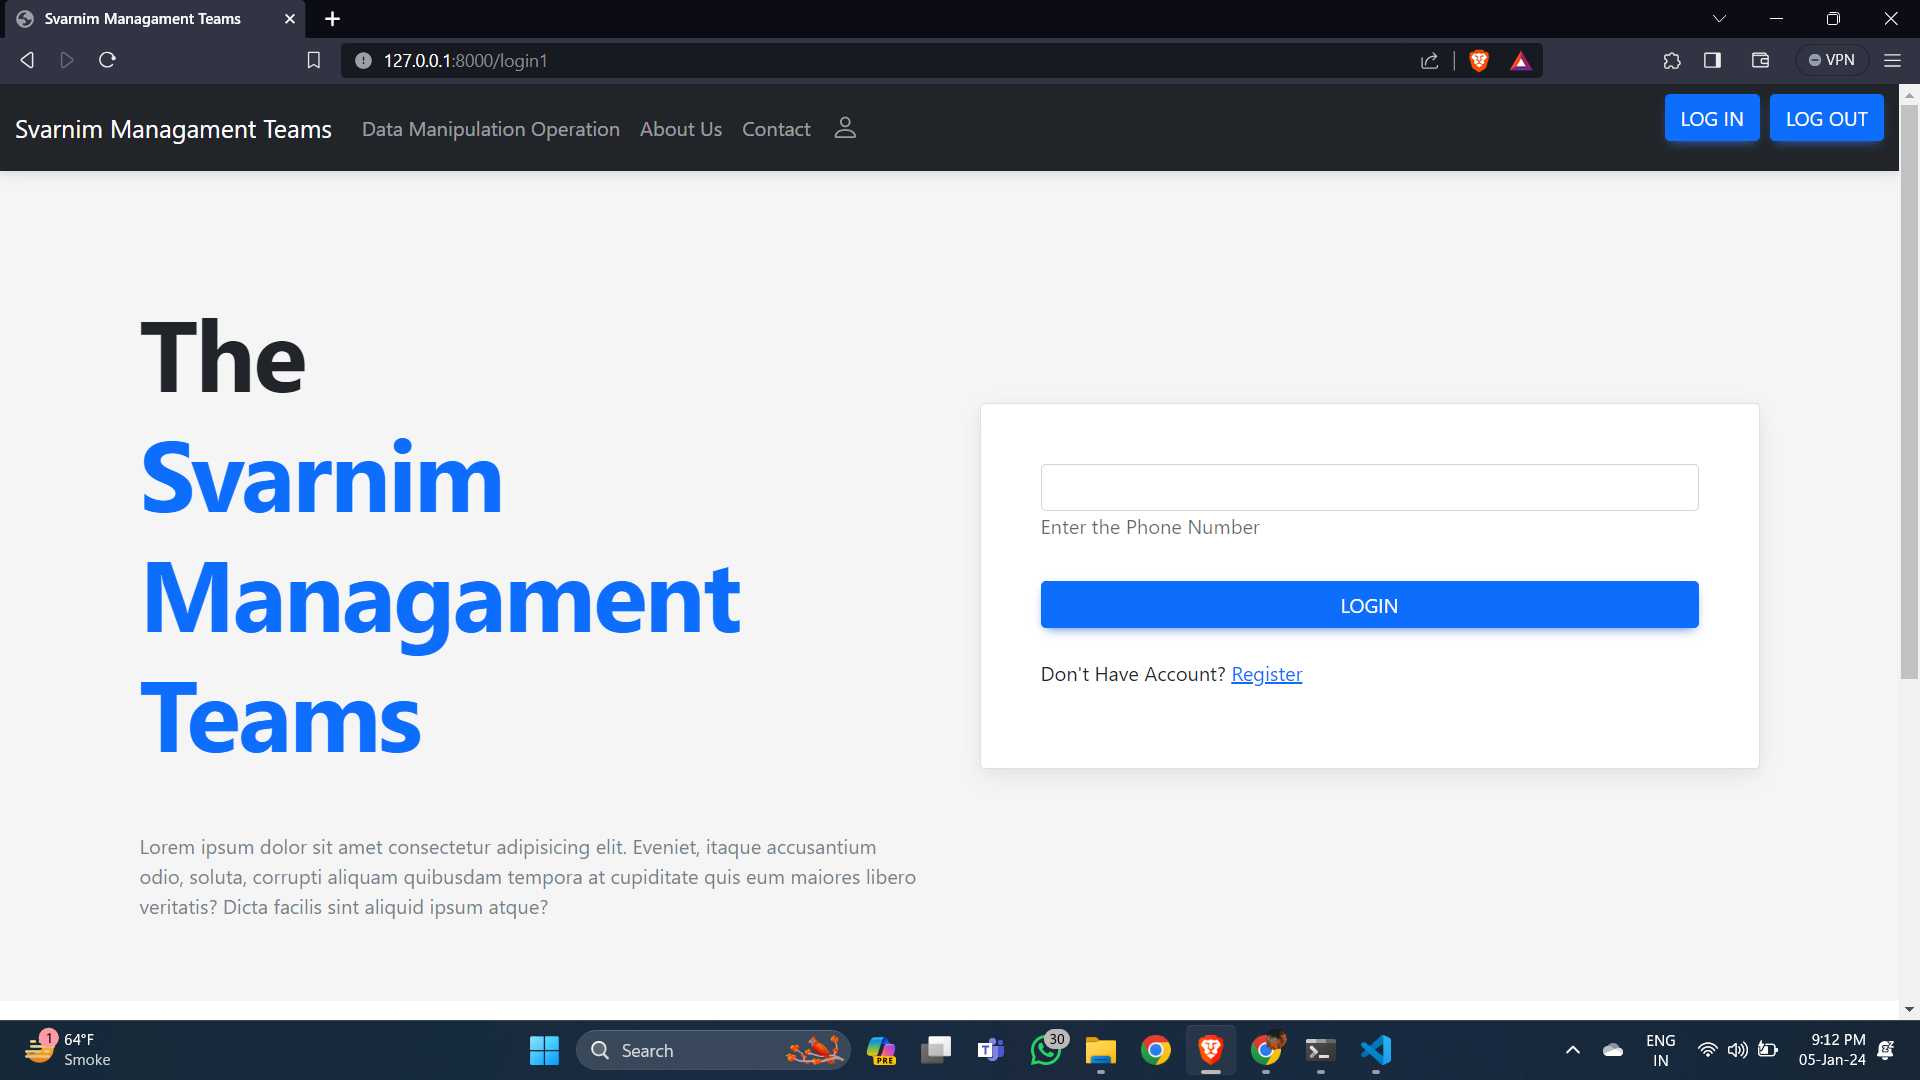 Svarnim Managament Teams
127.0.0.1:8000/login1
VPN
Svarnim Managament Teams
Data Manipulation Operation
About Us
Contact
LOG IN
LOG OUT
The
Svarnim
Managament
Teams
Enter the Phone Number
LOGIN
Don't Have Account? Register
Lorem ipsum dolor sit amet consectetur adipisicing elit. Eveniet, itaque accusantium
odio, soluta, corrupti aliquam quibusdam tempora at cupiditate quis eum maiores libero
veritatis? Dicta facilis sint aliquid ipsum atque?
1
64°F
Smoke
Search
PRE
30
ENG
IN
9:12 PM
05-Jan-24